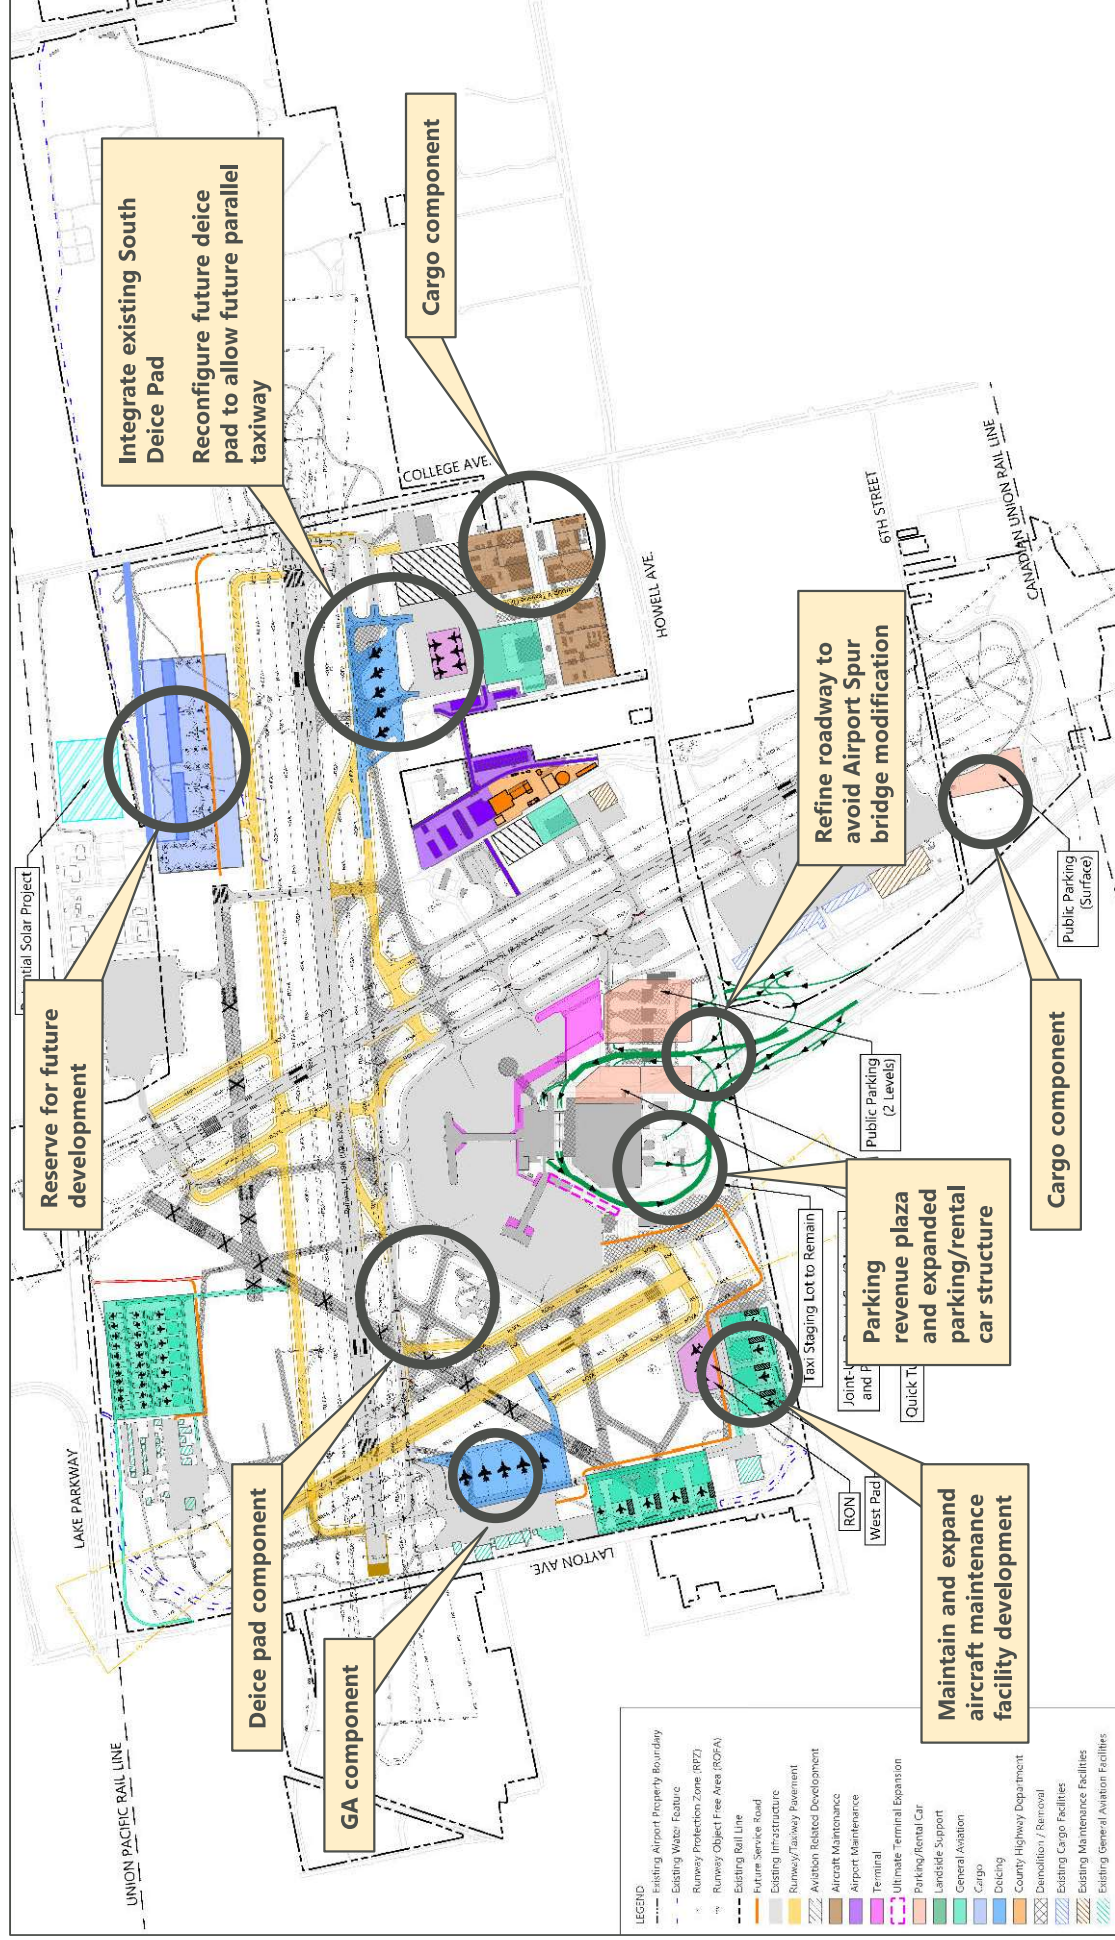 Integrate existing South
Deice Pad
Reconfigure future deice
pad to allow future parallel
taxiway
Cargo component
COLLEGE AVE.
HOWELL AVE.
6TH STREET
CANADIAN UNION RAIL LINE
Refine roadway to
avoid Airport Spur
bridge modification
Public Parking
(Surface)
Cargo component
Solar Project
Reserve for future
development
Public Parking
(2 Levels)
Parking
revenue plaza
and expanded
parking/rental
car structure
Taxi Staging Lot to Remain
and
Quick
LAKE PARKWAY
UNION PACIFIC RAIL LINE
Deice pad component
GA component
LAYTON AVE.
RON
West Pad
Maintain and expand
aircraft maintenance
facility development
LEGEND
Existing Airport Property Boundary
Existing Water Feature
Runway Protection Zone (RPZ)
Runway Object Free Area (ROFA)
Existing Rail Line
Future Service Road
Existing Infrastructure
Runway/Taxiway Pavement
Aviation Related Development
Aircraft Maintenance
Airport Maintenance
Terminal
Ultimate Terminal Expansion
Parking/Rental Car
Landside Support
General Aviation
Cargo
Deicing
County Highway Department
Demolition / Removal
Existing Cargo Facilities
Existing Maintenance Facilities
Existing General Aviation Facilities